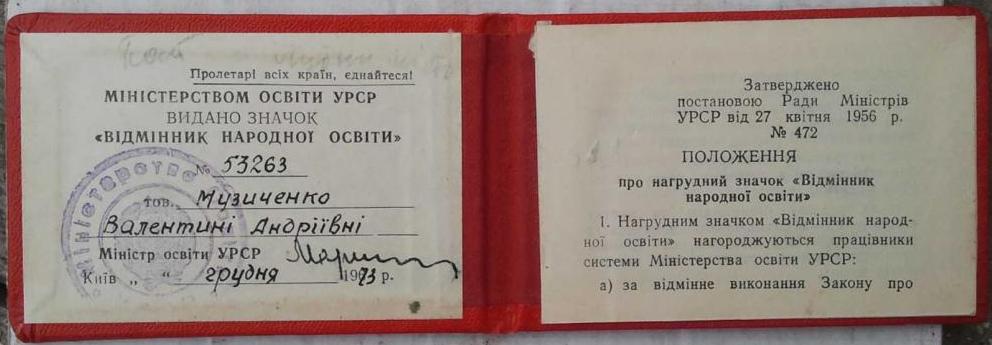 Пролетарі всіх країн, єднайтеся!
МІНІСТЕРСТВОМ ОСВІТИ УРСР
ВИДАНО ЗНАЧОК
«ВІДМІННИК НАРОДНОЇ ОСВІТИ»
№ 53263
тов. Музиченко
Валентині Андріївні
Міністр освіти УРСР
Київ „ “ грудня 1973 р.
Міністерство
Затверджено
постановою Ради Міністрів
УРСР від 27 квітня 1956 р.
№ 472
ПОЛОЖЕННЯ
про нагрудний значок «Відмінник
народної освіти»
I. Нагрудним значком «Відмінник народ-
ної освіти» нагороджуються працівники
системи Міністерства освіти УРСР:
а) за відмінне виконання Закону про